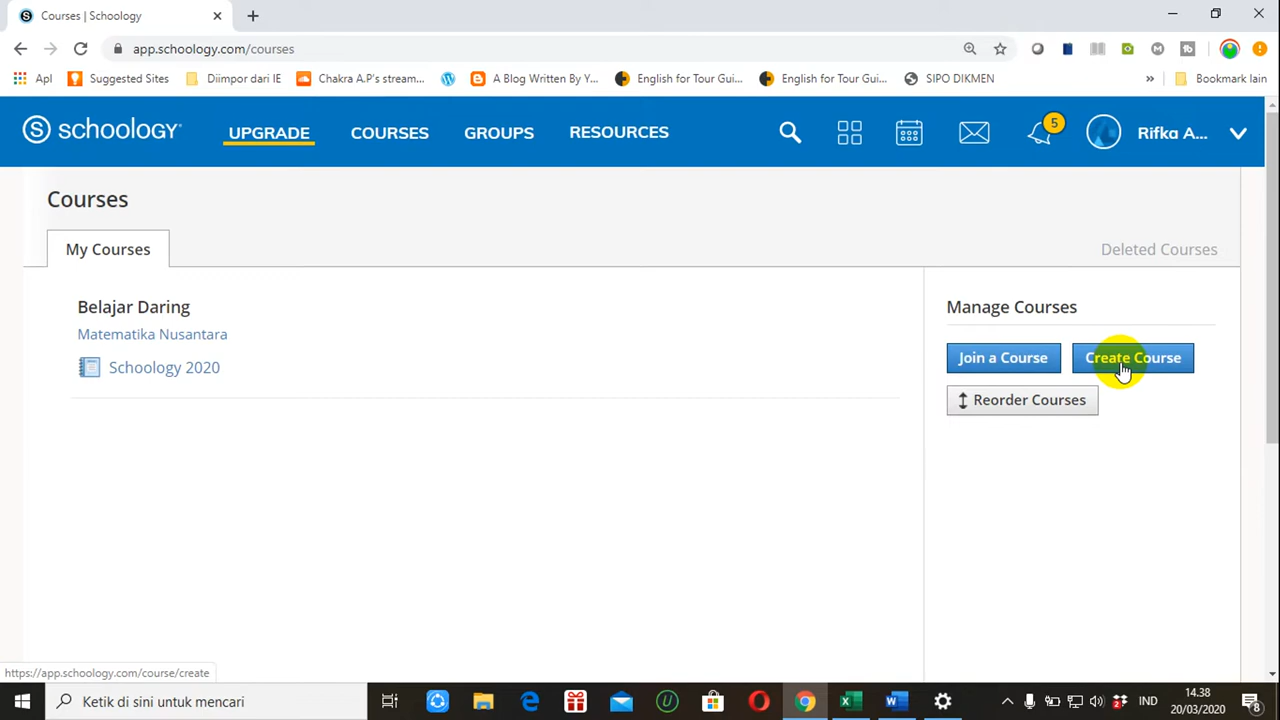 Courses | Schoology
app.schoology.com/courses
Apl
Suggested Sites
Diimpor dari IE
Chakra A.P's stream...
A Blog Written By Y...
English for Tour Gui...
English for Tour Gui...
SIPO DIKMEN
»
Bookmark lain
S schoology
UPGRADE
COURSES
GROUPS
RESOURCES
5
Rifka A...
Courses
My Courses
Deleted Courses
Belajar Daring
Matematika Nusantara
Schoology 2020
Manage Courses
Join a Course
Create Course
Reorder Courses
https://app.schoology.com/course/create
Ketik di sini untuk mencari
IND
14.38
20/03/2020
8